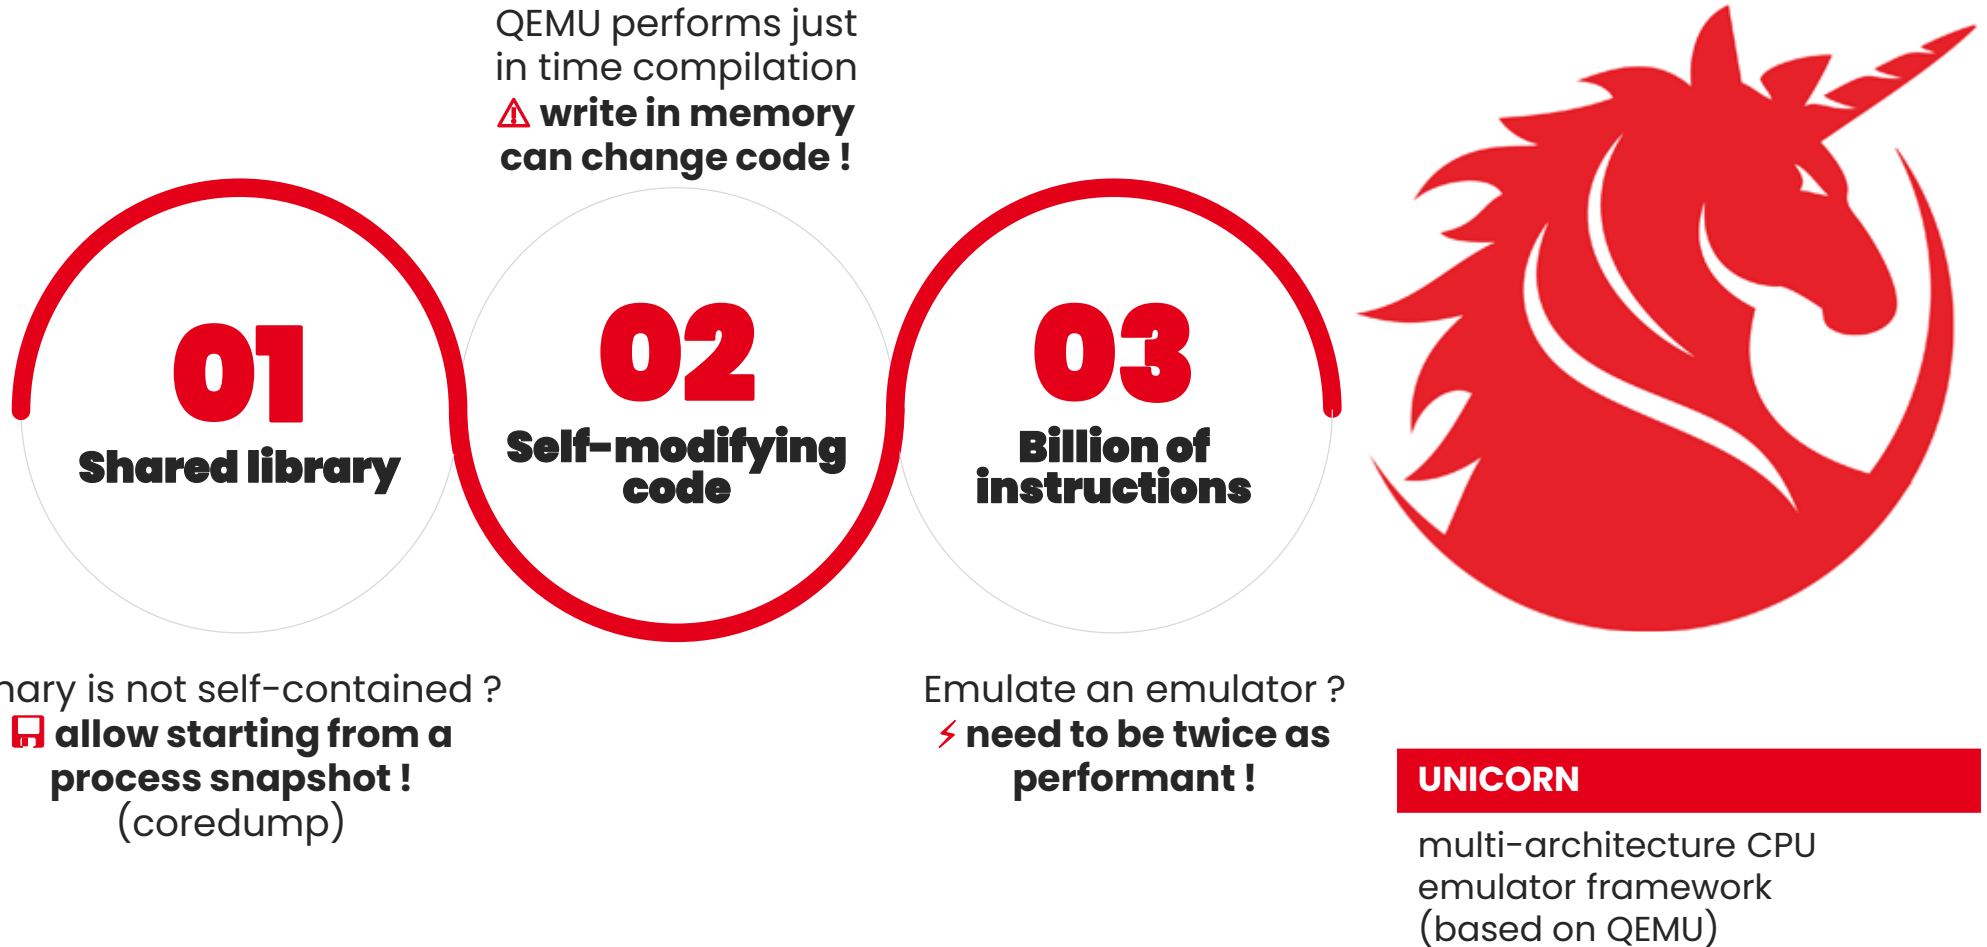 QEMU performs just
in time compilation
⚠ write in memory
can change code !
01
Shared library
02
Self-modifying
code
03
Billion of
instructions
is not self-contained ?
allow starting from a
process snapshot !
(coredump)
Emulate an emulator ?
⚡ need to be twice as
performant !
UNICORN
multi-architecture CPU
emulator framework
(based on QEMU)